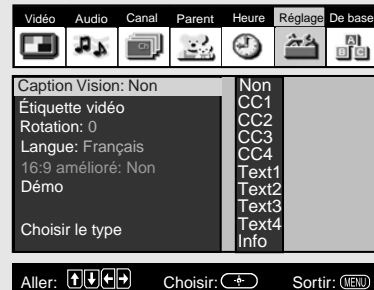 Vidéo Audio Canal Parent Heure Réglage De base
Caption Vision: Non
Étiquette vidéo
Rotation: 0
Langue: Français
16:9 amélioré: Non
Démo
Choisir le type
Non
CC1
CC2
CC3
CC4
Text1
Text2
Text3
Text4
Info
Aller: Choisir: Sortir: MENU